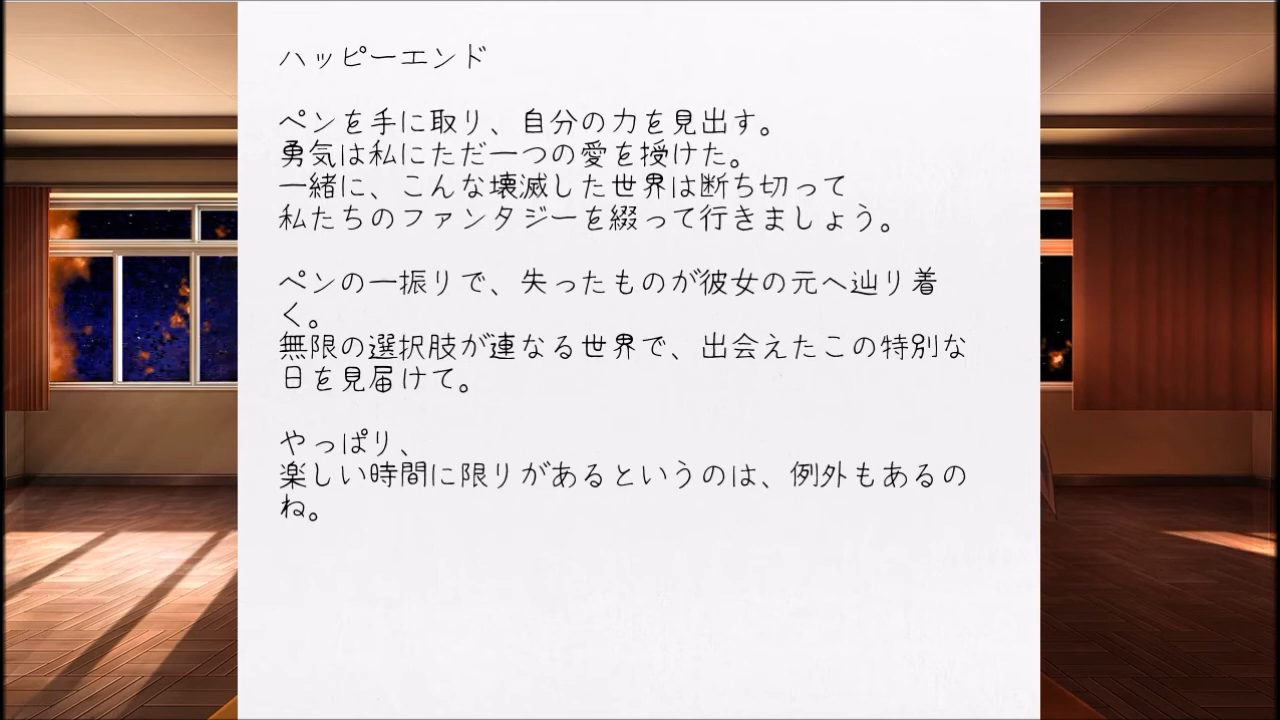 ハッピーエンド
ペンを手に取り、自分の力を見出す。
勇気は私にただ一つの愛を授けた。
一緒に、こんな壊滅した世界は断ち切って
私たちのファンタジーを綴って行きましょう。
ペンの一振りで、失ったものが彼女の元へ辿り着
く。
無限の選択肢が連なる世界で、出会えたこの特別な
日を見届けて。
やっぱり、
楽しい時間に限りがあるというのは、例外もあるの
ね。